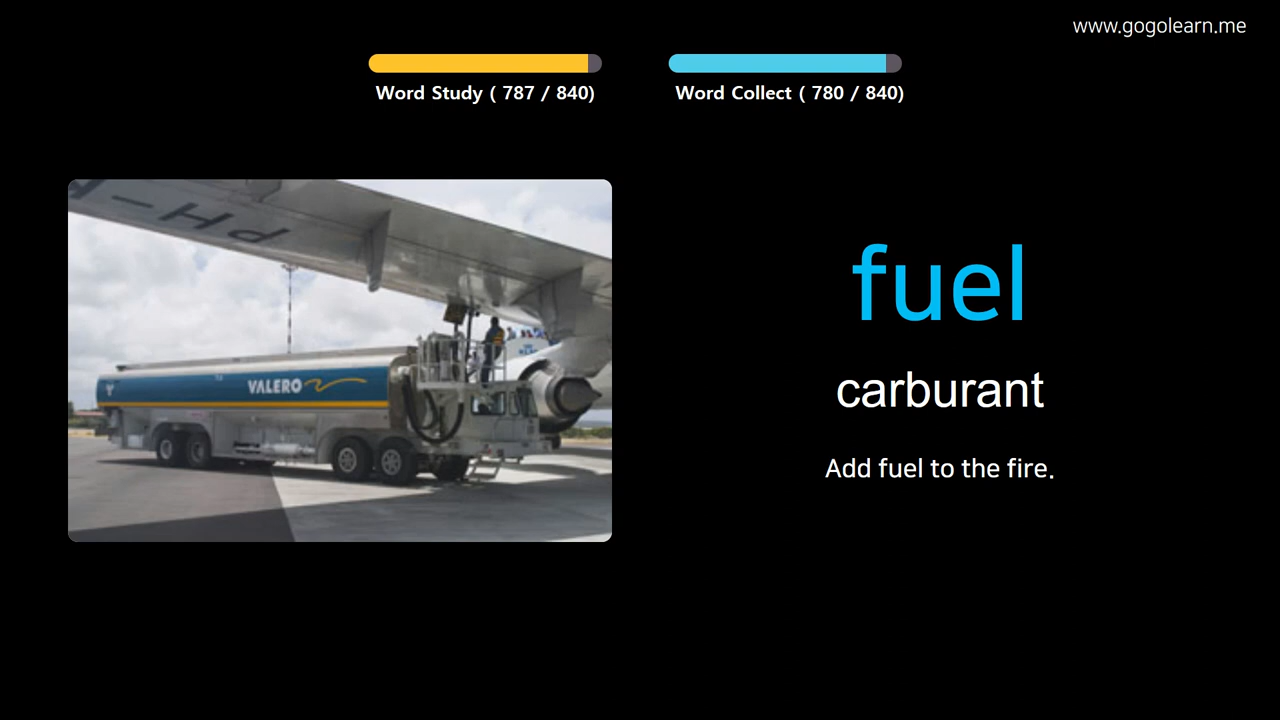 www.gogolearn.me
Word Study ( 787 / 840)
Word Collect ( 780 / 840)
PH-
VALERO
fuel
carburant
Add fuel to the fire.